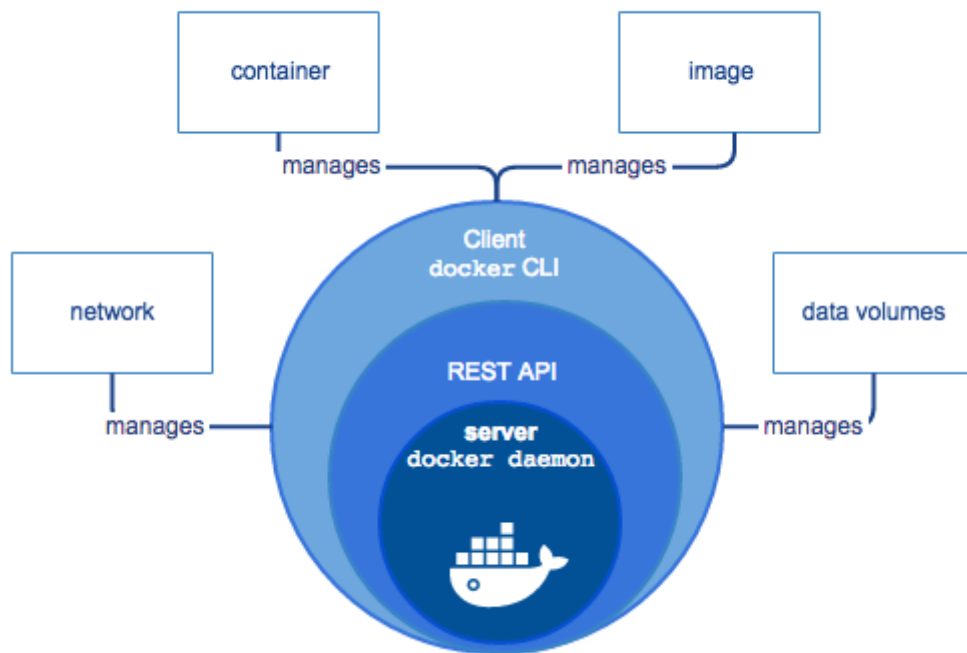 container
image
manages
manages
Client
docker CLI
network
data volumes
REST API
manages
manages
server
docker daemon